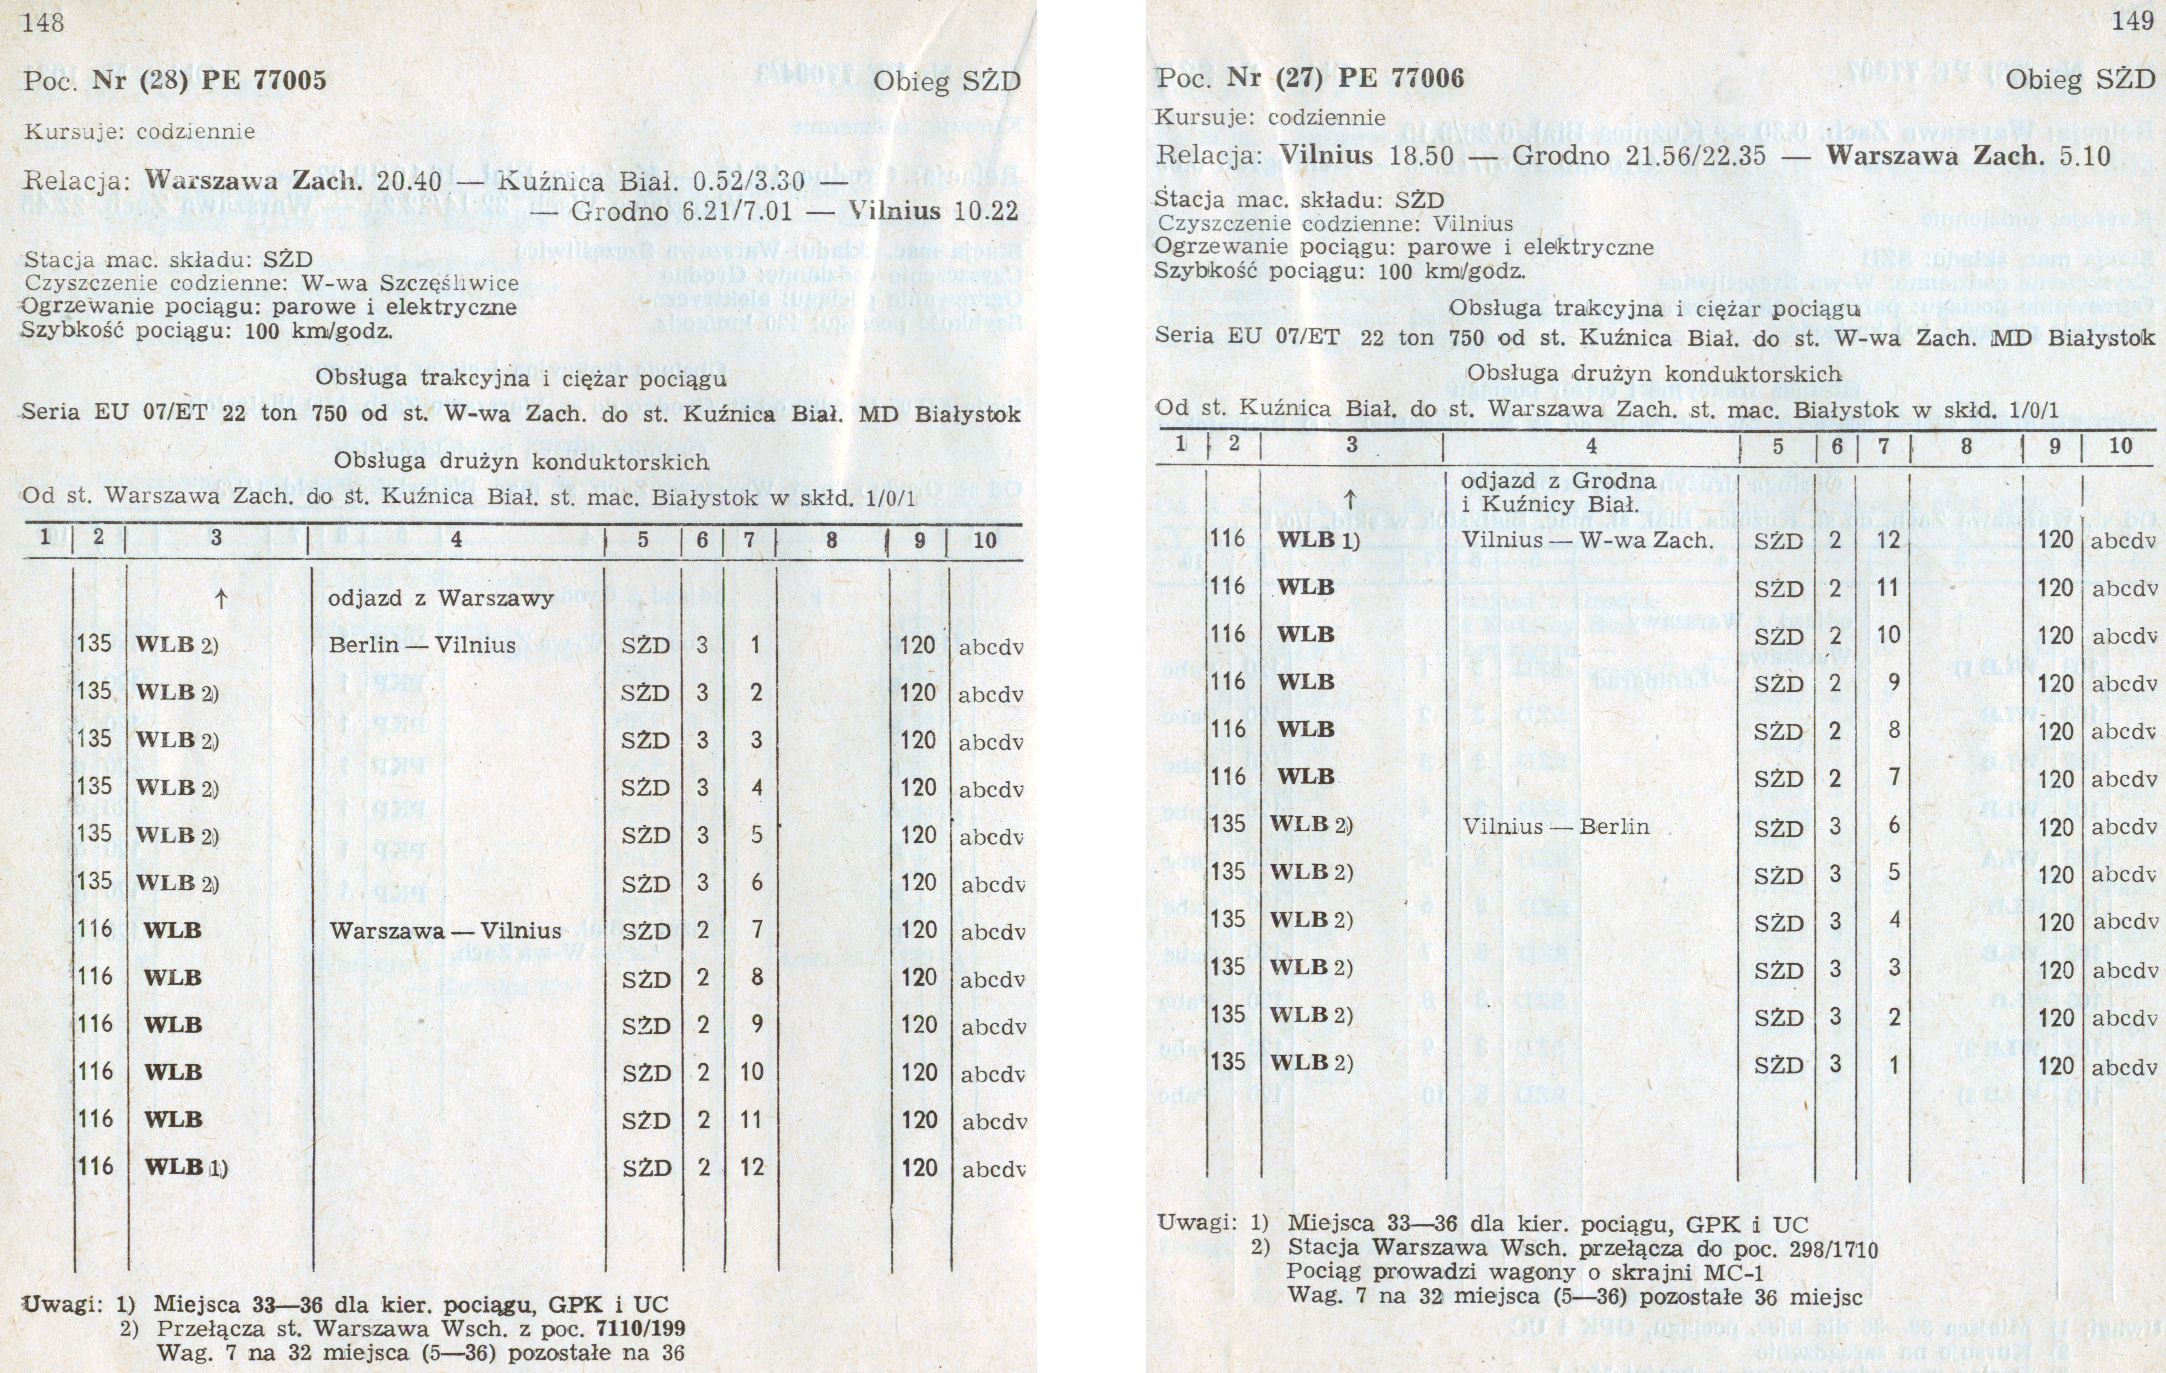 148
Poc. Nr (28) PE 77005 Obieg SŻD
Kursuje: codziennie
Relacja: Warszawa Zach. 20.40 — Kuźnica Biał. 0.52/3.30 —
— Grodno 6.21/7.01 — Vilnius 10.22
Stacja mac. składu: SŻD
Czyszczenie codzienne: W-wa Szczęśliwice
Ogrzewanie pociągu: parowe i elektryczne
Szybkość pociągu: 100 km/godz.
Obsługa trakcyjna i ciężar pociągu
Seria EU 07/ET 22 ton 750 od st. W-wa Zach. do st. Kuźnica Biał. MD Białystok
Obsługa drużyn konduktorskich
Od st. Warszawa Zach. do st. Kuźnica Biał. st. mac. Białystok w skłd. 1/0/1
1 2 3 4 5 6 7 8 9 10
↑ odjazd z Warszawy
135 WLB 2) Berlin — Vilnius SŻD 3 1 120 abcdv
135 WLB 2) SŻD 3 2 120 abcdv
135 WLB 2) SŻD 3 3 120 abcdv
135 WLB 2) SŻD 3 4 120 abcdv
135 WLB 2) SŻD 3 5 120 abcdv
135 WLB 2) SŻD 3 6 120 abcdv
116 WLB Warszawa — Vilnius SŻD 2 7 120 abcdv
116 WLB SŻD 2 8 120 abcdv
116 WLB SŻD 2 9 120 abcdv
116 WLB SŻD 2 10 120 abcdv
116 WLB SŻD 2 11 120 abcdv
116 WLB 1) SŻD 2 12 120 abcdv
Uwagi: 1) Miejsca 33—36 dla kier. pociągu, GPK i UC
2) Przełącza st. Warszawa Wsch. z poc. 7110/199
Wag. 7 na 32 miejsca (5—36) pozostałe na 36
149
Poc. Nr (27) PE 77006 Obieg SŻD
Kursuje: codziennie
Relacja: Vilnius 18.50 — Grodno 21.56/22.35 — Warszawa Zach. 5.10
Stacja mac. składu: SŻD
Czyszczenie codzienne: Vilnius
Ogrzewanie pociągu: parowe i elektryczne
Szybkość pociągu: 100 km/godz.
Obsługa trakcyjna i ciężar pociągu
Seria EU 07/ET 22 ton 750 od st. Kuźnica Biał. do st. W-wa Zach. MD Białystok
Obsługa drużyn konduktorskich
Od st. Kuźnica Biał. do st. Warszawa Zach. st. mac. Białystok w skłd. 1/0/1
1 2 3 4 5 6 7 8 9 10
odjazd z Grodna
↑ i Kuźnicy Biał.
116 WLB 1) Vilnius — W-wa Zach. SŻD 2 12 120 abcdv
116 WLB SŻD 2 11 120 abcdv
116 WLB SŻD 2 10 120 abcdv
116 WLB SŻD 2 9 120 abcdv
116 WLB SŻD 2 8 120 abcdv
116 WLB SŻD 2 7 120 abcdv
135 WLB 2) Vilnius — Berlin SŻD 3 6 120 abcdv
135 WLB 2) SŻD 3 5 120 abcdv
135 WLB 2) SŻD 3 4 120 abcdv
135 WLB 2) SŻD 3 3 120 abcdv
135 WLB 2) SŻD 3 2 120 abcdv
135 WLB 2) SŻD 3 1 120 abcdv
Uwagi: 1) Miejsca 33—36 dla kier. pociągu, GPK i UC
2) Stacja Warszawa Wsch. przełącza do poc. 298/1710
Pociąg prowadzi wagony o skrajni MC-1
Wag. 7 na 32 miejsca (5—36) pozostałe 36 miejsc